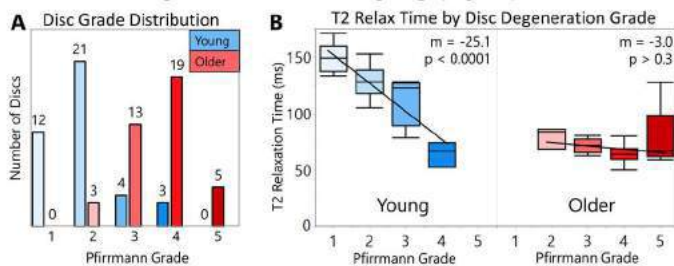 A
Disc Grade Distribution
Young
Older
Number of Discs
12
0
21
3
4
13
3
19
0
5
1 2 3 4 5
Pfirrmann Grade
B
T2 Relax Time by Disc Degeneration Grade
m = -25.1
p < 0.0001
m = -3.0
p > 0.3
T2 Relaxation Time (ms)
150
100
50
0
Young
Older
1 2 3 4 5 1 2 3 4 5
Pfirrmann Grade